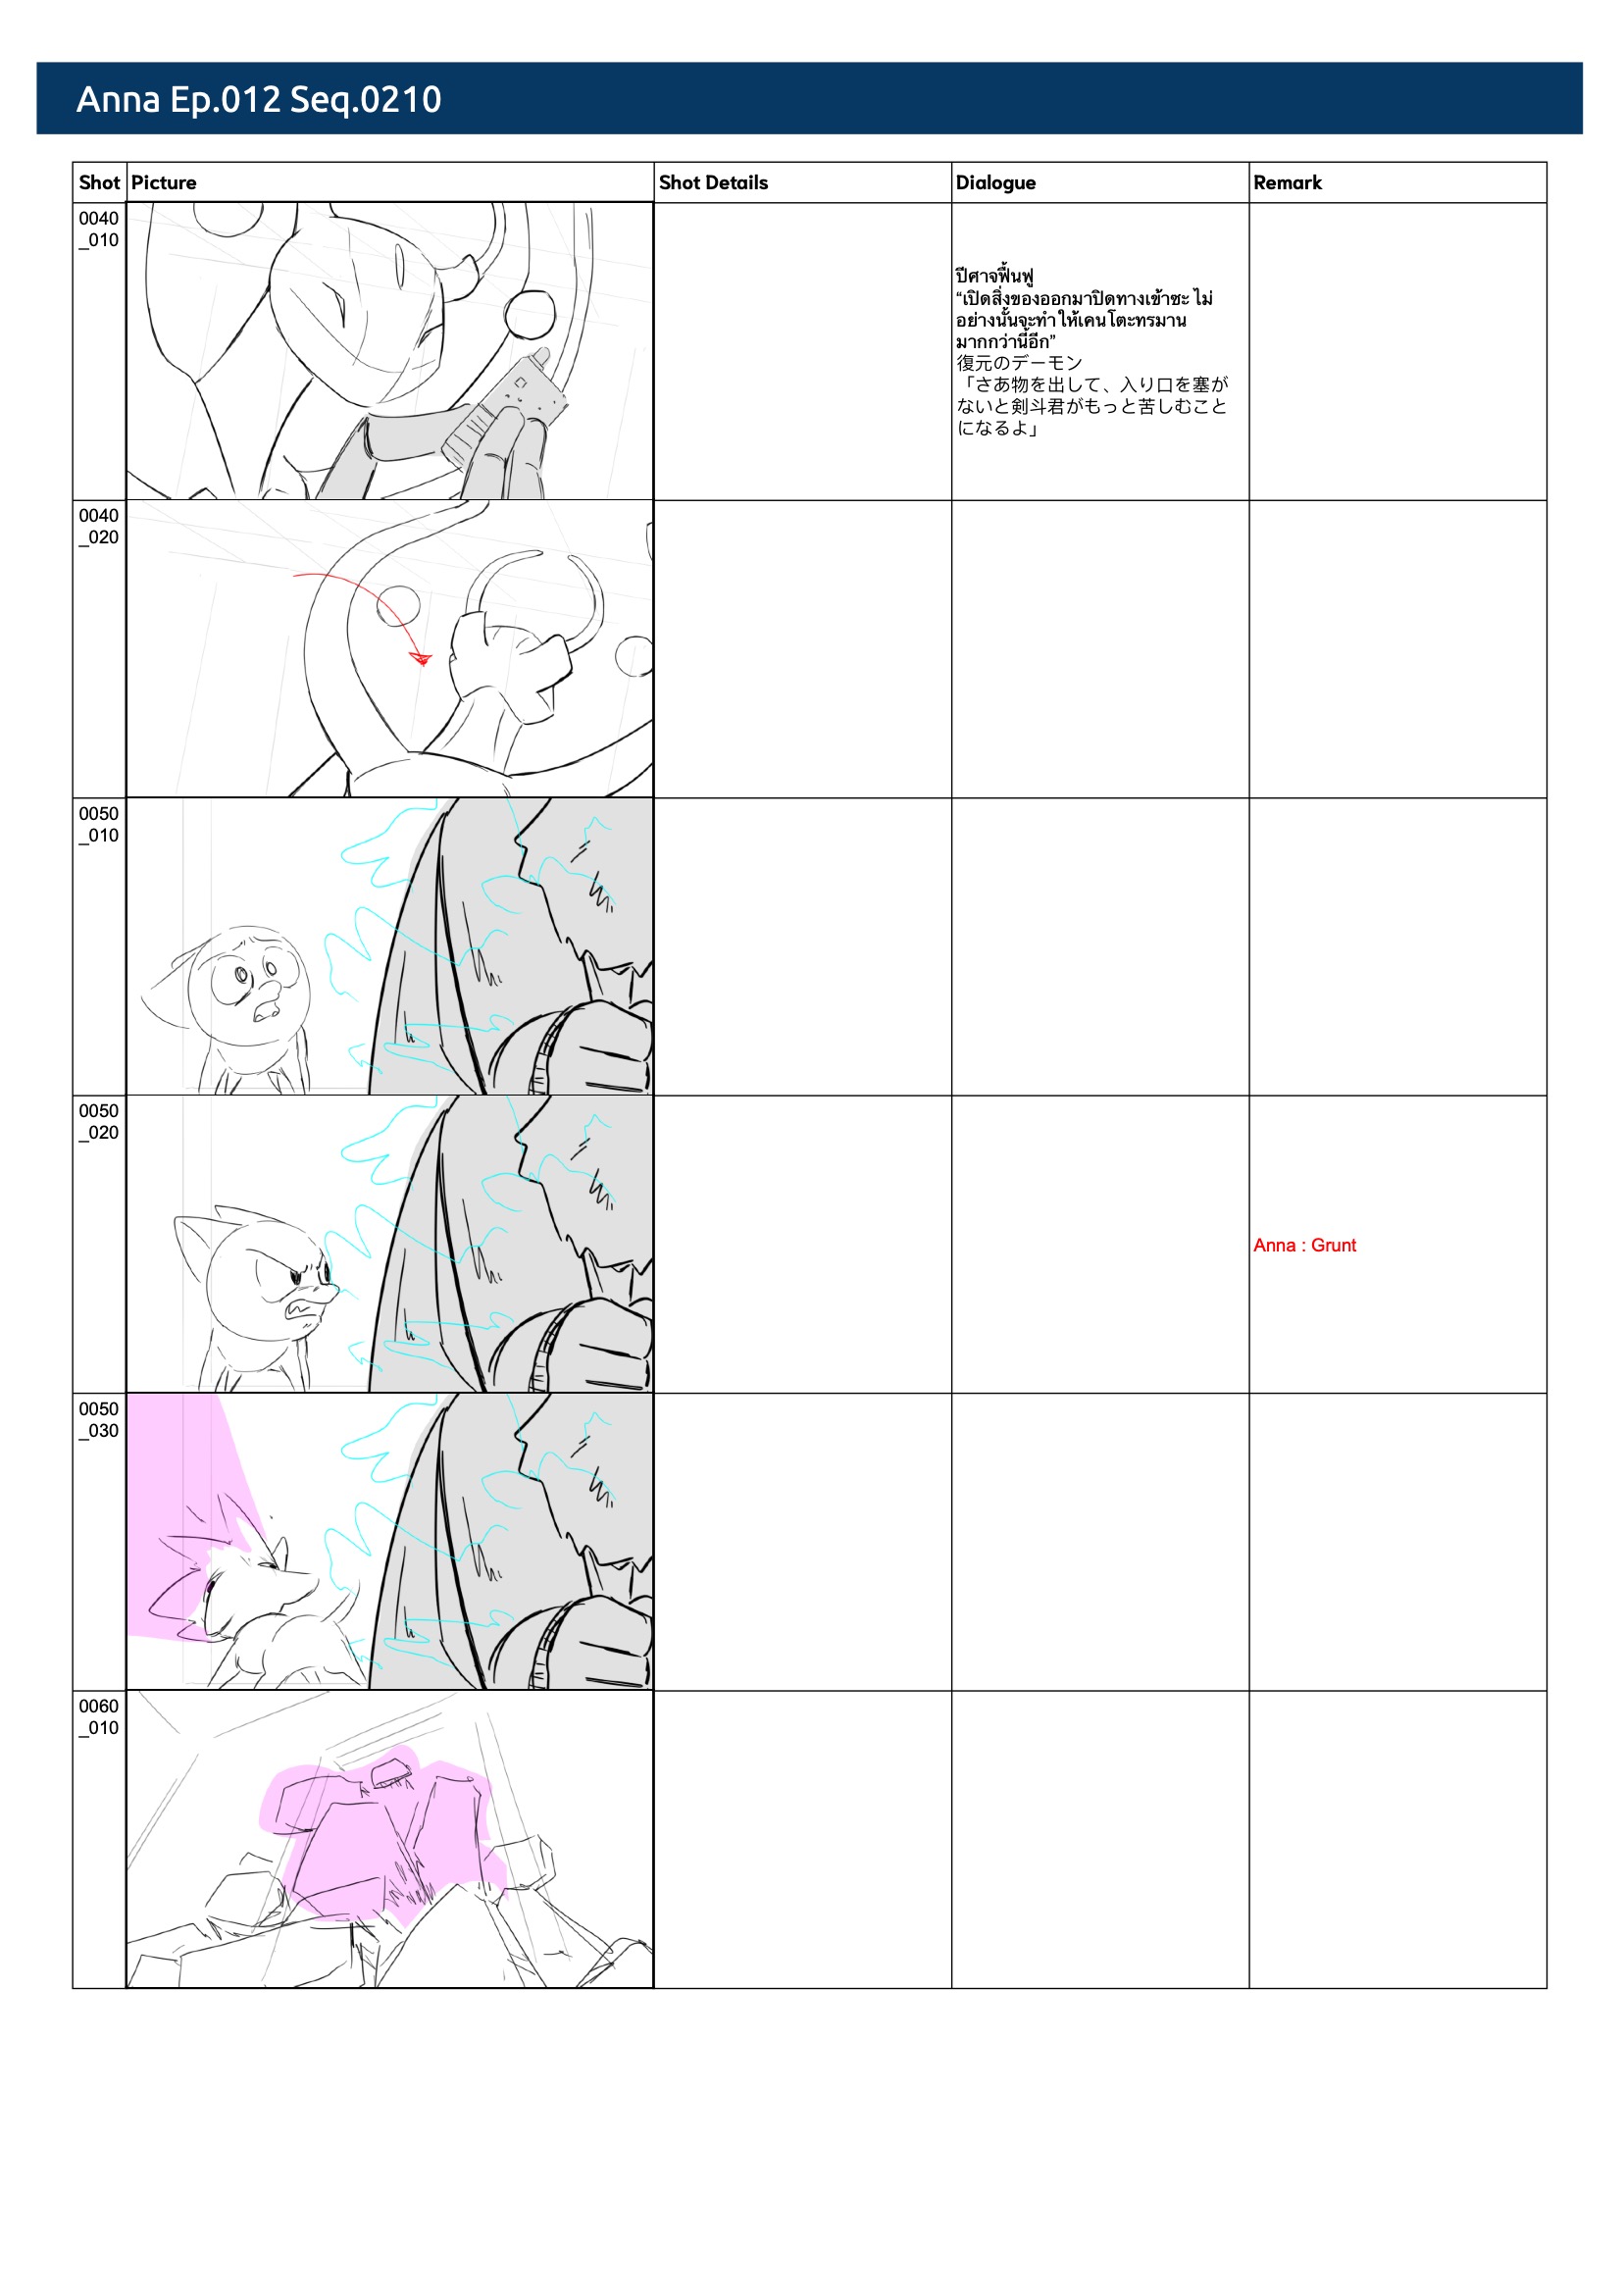 Anna Ep.012 Seq.0210
Shot Picture Shot Details Dialogue Remark
0040
_010
ปีศาจฟื้นฟู
“เปิดสิ่งของออกมาปิดทางเข้าซะ ไม่
อย่างนั้นจะทำให้เคนโตะทรมาน
มากกว่านี้อีก”
復元のデーモン
「さあ物を出して、入り口を塞が
ないと剣斗君がもっと苦しむこと
になるよ」
0040
_020
0050
_010
0050
_020
Anna : Grunt
0050
_030
0060
_010